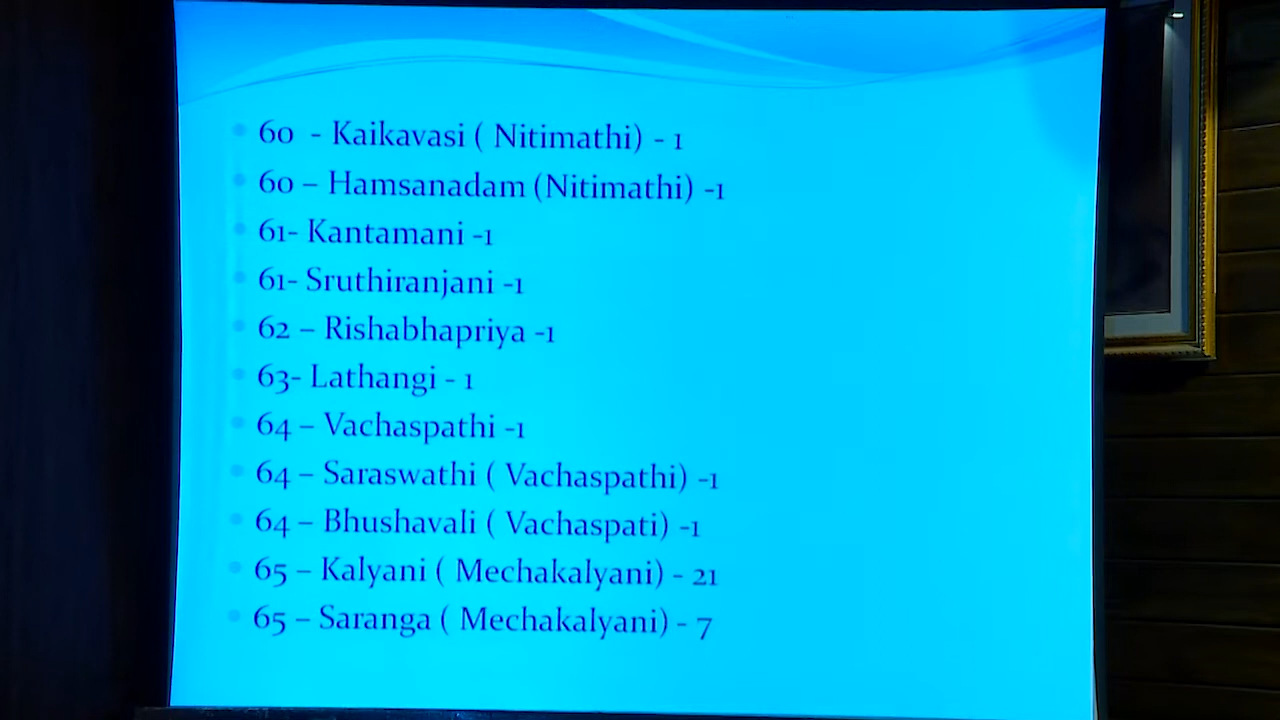 60 - Kaikavasi ( Nitimathi) - 1
60 – Hamsanadam (Nitimathi) -1
61- Kantamani -1
61- Sruthiranjani -1
62 – Rishabhapriya -1
63- Lathangi - 1
64 – Vachaspathi -1
64 – Saraswathi ( Vachaspathi) -1
64 – Bhushavali ( Vachaspati) -1
65 – Kalyani ( Mechakalyani) - 21
65 – Saranga ( Mechakalyani) - 7